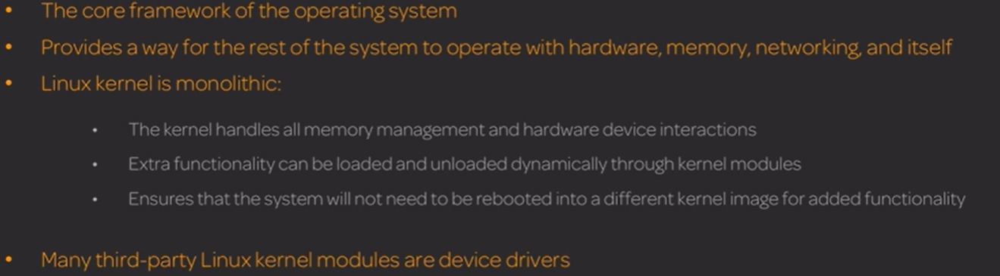 • The core framework of the operating system
• Provides a way for the rest of the system to operate with hardware, memory, networking, and itself
• Linux kernel is monolithic:
• The kernel handles all memory management and hardware device interactions
• Extra functionality can be loaded and unloaded dynamically through kernel modules
• Ensures that the system will not need to be rebooted into a different kernel image for added functionality
• Many third-party Linux kernel modules are device drivers